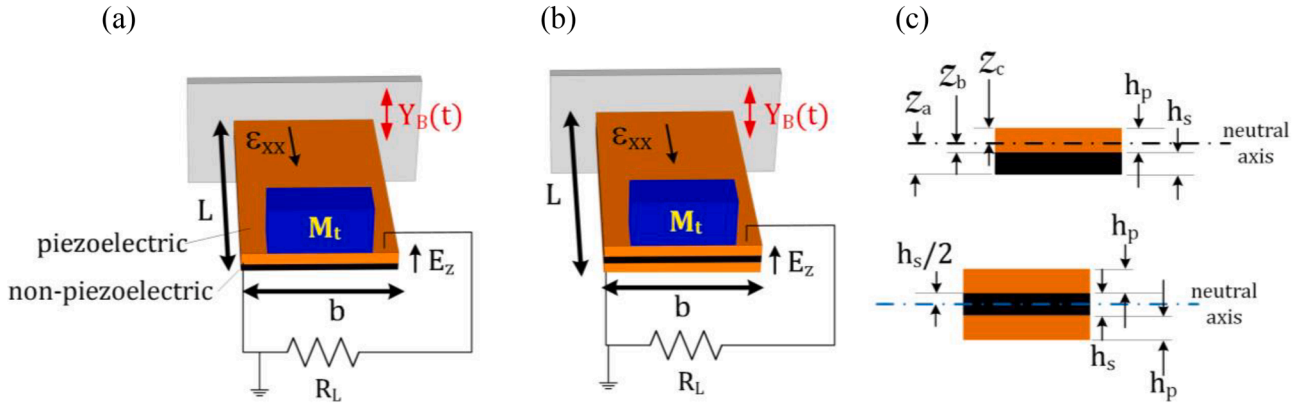 (a)
Y_B(t)
ε_xx
L
M_t
piezoelectric
non-piezoelectric
E_z
b
R_L
(b)
Y_B(t)
ε_xx
L
M_t
E_z
b
R_L
(c)
z_a
z_b
z_c
h_p
h_s
neutral
axis
h_s/2
h_p
neutral
axis
h_s
h_p